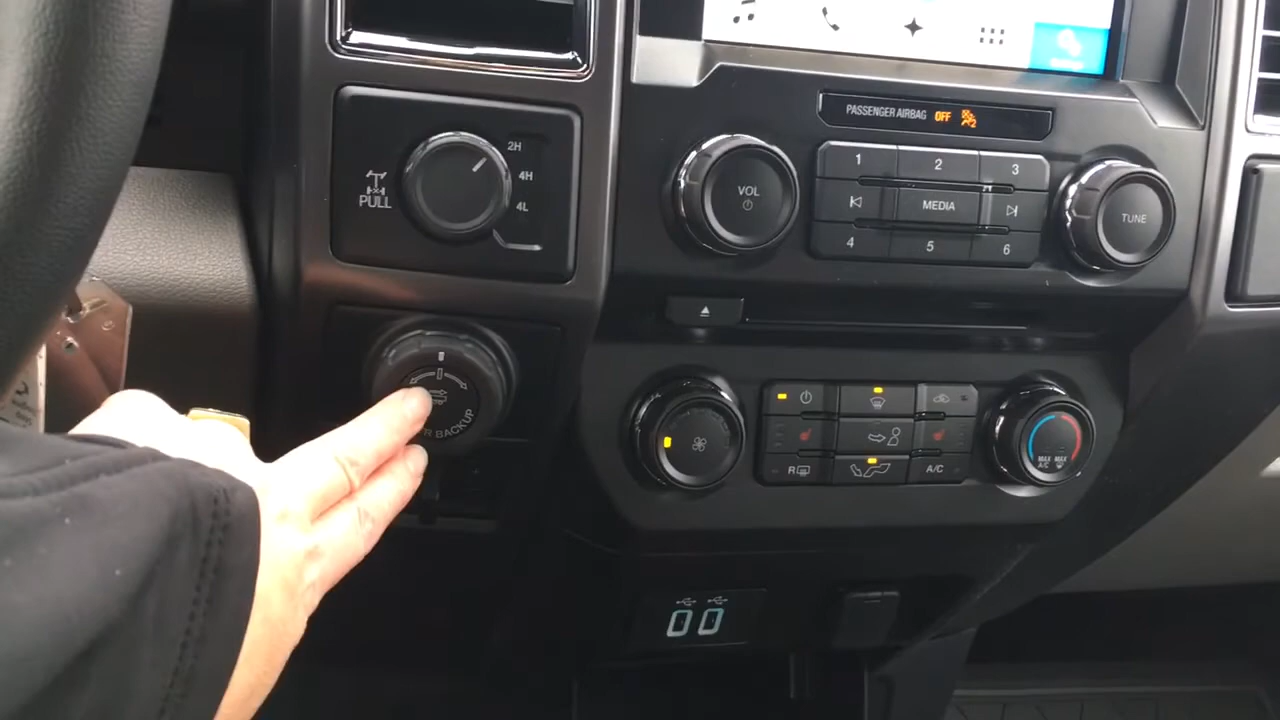 PASSENGER AIRBAG OFF
2H
4H
4L
PULL
VOL
1 2 3
MEDIA
4 5 6
TUNE
R BACKUP
R
A/C
MAX A/C
MAX